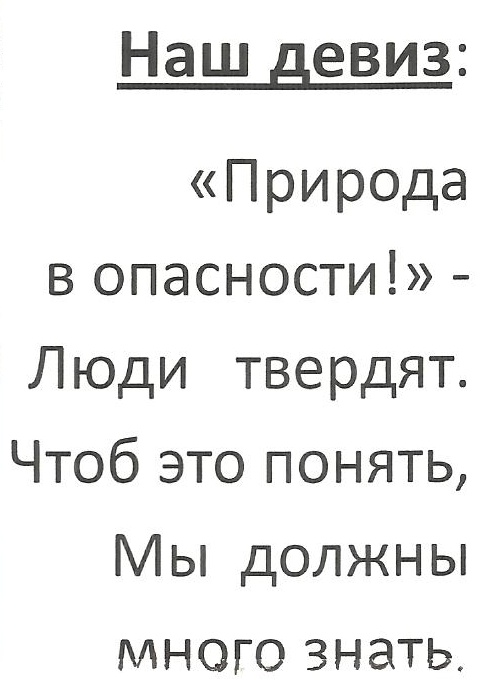 Наш девиз:
«Природа
в опасности!» -
Люди твердят.
Чтоб это понять,
Мы должны
много знать.